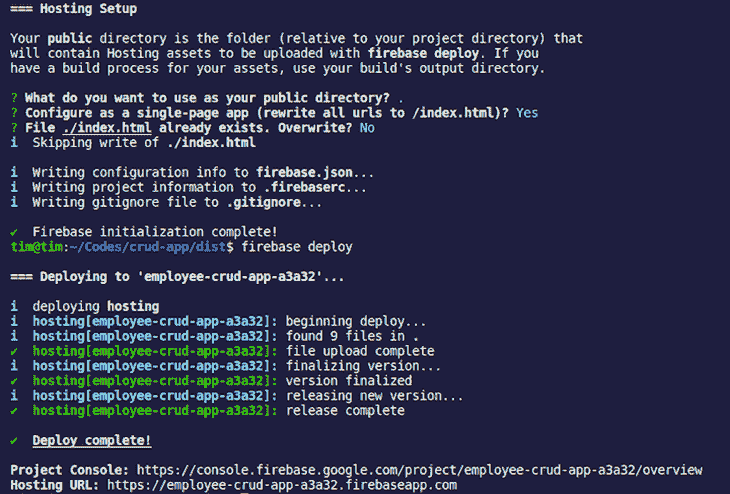 === Hosting Setup
Your public directory is the folder (relative to your project directory) that
will contain Hosting assets to be uploaded with firebase deploy. If you
have a build process for your assets, use your build's output directory.
? What do you want to use as your public directory? .
? Configure as a single-page app (rewrite all urls to /index.html)? Yes
? File ./index.html already exists. Overwrite? No
i  Skipping write of ./index.html
i  Writing configuration info to firebase.json...
i  Writing project information to .firebaserc...
i  Writing gitignore file to .gitignore...
✔  Firebase initialization complete!
tim@tim:~/Codes/crud-app/dist$ firebase deploy
=== Deploying to 'employee-crud-app-a3a32'...
i  deploying hosting
i  hosting[employee-crud-app-a3a32]: beginning deploy...
i  hosting[employee-crud-app-a3a32]: found 9 files in .
✔  hosting[employee-crud-app-a3a32]: file upload complete
i  hosting[employee-crud-app-a3a32]: finalizing version...
✔  hosting[employee-crud-app-a3a32]: version finalized
i  hosting[employee-crud-app-a3a32]: releasing new version...
✔  hosting[employee-crud-app-a3a32]: release complete
✔  Deploy complete!
Project Console: https://console.firebase.google.com/project/employee-crud-app-a3a32/overview
Hosting URL: https://employee-crud-app-a3a32.firebaseapp.com